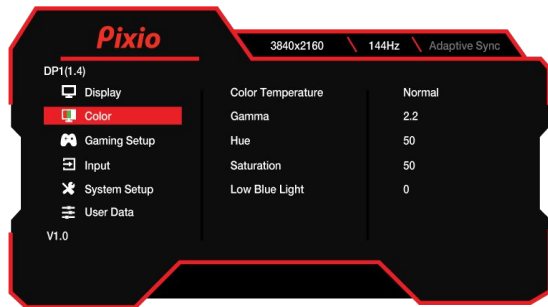 Pixio
3840x2160 \ 144Hz \ Adaptive Sync
DP1(1.4)
Display
Color
Gaming Setup
Input
System Setup
User Data
V1.0
Color Temperature Normal
Gamma 2.2
Hue 50
Saturation 50
Low Blue Light 0